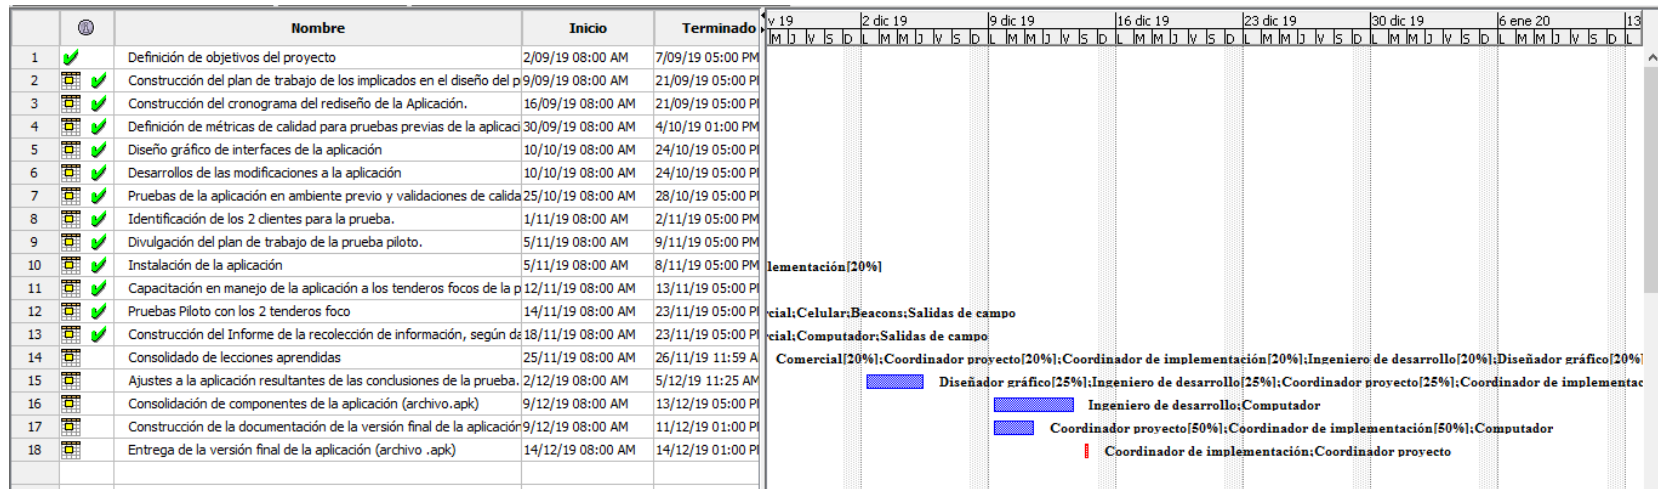 Nombre Inicio Terminado
v 19 2 dic 19 9 dic 19 16 dic 19 23 dic 19 30 dic 19 6 ene 20 13
M J V S D L M M J V S D L M M J V S D L M M J V S D L M M J V S D L M M J V S D L M M J V S D L
1 Definición de objetivos del proyecto 2/09/19 08:00 AM 7/09/19 05:00 PM
2 Construcción del plan de trabajo de los implicados en el diseño del p 9/09/19 08:00 AM 21/09/19 05:00 P
3 Construcción del cronograma del rediseño de la Aplicación. 16/09/19 08:00 AM 21/09/19 05:00 P
4 Definición de métricas de calidad para pruebas previas de la aplicaci 30/09/19 08:00 AM 4/10/19 01:00 PM
5 Diseño gráfico de interfaces de la aplicación 10/10/19 08:00 AM 24/10/19 05:00 P
6 Desarrollos de las modificaciones a la aplicación 10/10/19 08:00 AM 24/10/19 05:00 P
7 Pruebas de la aplicación en ambiente previo y validaciones de calida 25/10/19 08:00 AM 28/10/19 05:00 P
8 Identificación de los 2 clientes para la prueba. 1/11/19 08:00 AM 2/11/19 05:00 PM
9 Divulgación del plan de trabajo de la prueba piloto. 5/11/19 08:00 AM 9/11/19 05:00 PM
10 Instalación de la aplicación 5/11/19 08:00 AM 8/11/19 05:00 PM lementación[20%]
11 Capacitación en manejo de la aplicación a los tenderos focos de la p 12/11/19 08:00 AM 13/11/19 05:00 P
12 Pruebas Piloto con los 2 tenderos foco 14/11/19 08:00 AM 23/11/19 05:00 P rcial;Celular;Beacons;Salidas de campo
13 Construcción del Informe de la recolección de información, según da 18/11/19 08:00 AM 23/11/19 05:00 P rcial;Computador;Salidas de campo
14 Consolidado de lecciones aprendidas 25/11/19 08:00 AM 26/11/19 11:59 A Comercial[20%];Coordinador proyecto[20%];Coordinador de implementación[20%];Ingeniero de desarrollo[20%];Diseñador gráfico[20%]
15 Ajustes a la aplicación resultantes de las conclusiones de la prueba. 2/12/19 08:00 AM 5/12/19 11:25 AM Diseñador gráfico[25%];Ingeniero de desarrollo[25%];Coordinador proyecto[25%];Coordinador de implementac
16 Consolidación de componentes de la aplicación (archivo.apk) 9/12/19 08:00 AM 13/12/19 05:00 P Ingeniero de desarrollo;Computador
17 Construcción de la documentación de la versión final de la aplicación 9/12/19 08:00 AM 11/12/19 01:00 P Coordinador proyecto[50%];Coordinador de implementación[50%];Computador
18 Entrega de la versión final de la aplicación (archivo .apk) 14/12/19 08:00 AM 14/12/19 01:00 P Coordinador de implementación;Coordinador proyecto